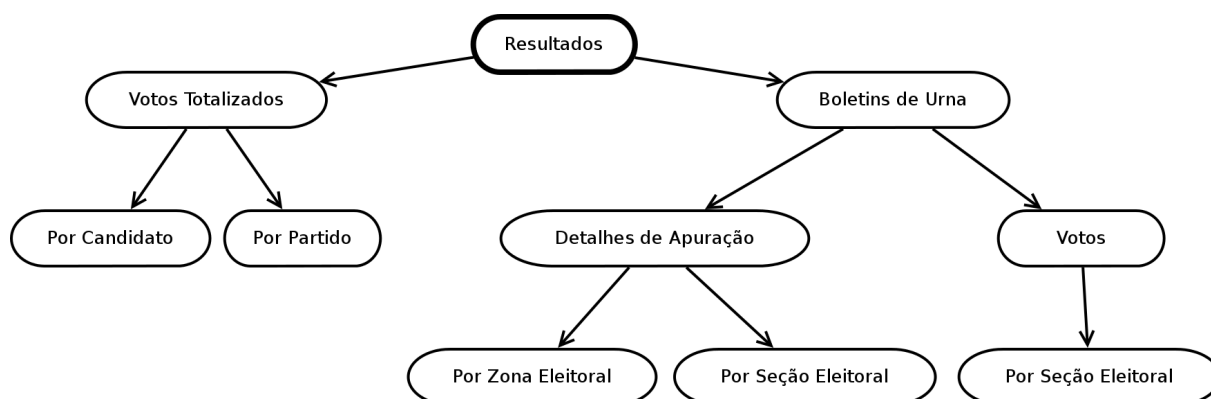 Resultados
Votos Totalizados
Boletins de Urna
Por Candidato
Por Partido
Detalhes de Apuração
Votos
Por Zona Eleitoral
Por Seção Eleitoral
Por Seção Eleitoral